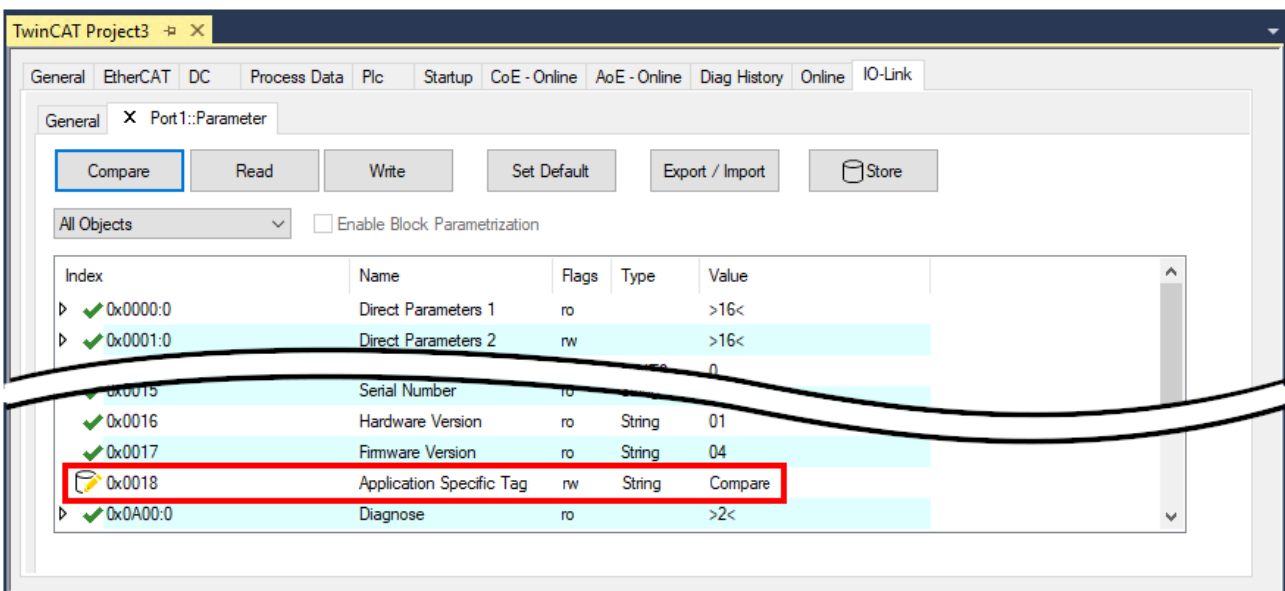 TwinCAT Project3
General EtherCAT DC Process Data Plc Startup CoE - Online AoE - Online Diag History Online IO-Link
General X Port1::Parameter
Compare Read Write Set Default Export / Import Store
All Objects Enable Block Parametrization
Index Name Flags Type Value
0x0000:0 Direct Parameters 1 ro >16<
0x0001:0 Direct Parameters 2 rw >16<
0
0x0015 Serial Number ro
0x0016 Hardware Version ro String 01
0x0017 Firmware Version ro String 04
0x0018 Application Specific Tag rw String Compare
0x0A00:0 Diagnose ro >2<